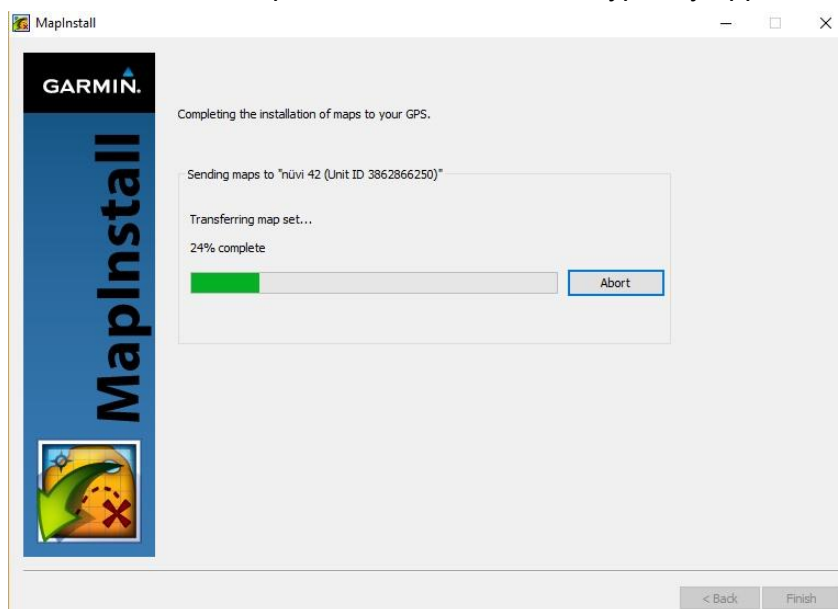 MapInstall
GARMIN.
MapInstall
Completing the installation of maps to your GPS.
Sending maps to "nüvi 42 (Unit ID 3862866250)"
Transferring map set...
24% complete
Abort
< Back
Finish